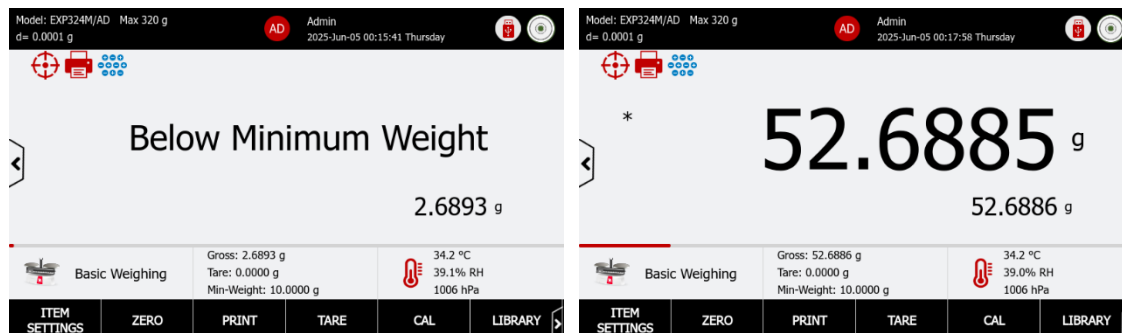 Model: EXP324M/AD Max 320 g
d= 0.0001 g
AD
Admin
2025-Jun-05 00:15:41 Thursday
Below Minimum Weight
2.6893 g
Basic Weighing
Gross: 2.6893 g
Tare: 0.0000 g
Min-Weight: 10.0000 g
34.2 °C
39.1% RH
1006 hPa
ITEM
SETTINGS
ZERO
PRINT
TARE
CAL
LIBRARY
Model: EXP324M/AD Max 320 g
d= 0.0001 g
AD
Admin
2025-Jun-05 00:17:58 Thursday
*
52.6885 g
52.6886 g
Basic Weighing
Gross: 52.6886 g
Tare: 0.0000 g
Min-Weight: 10.0000 g
34.2 °C
39.0% RH
1006 hPa
ITEM
SETTINGS
ZERO
PRINT
TARE
CAL
LIBRARY